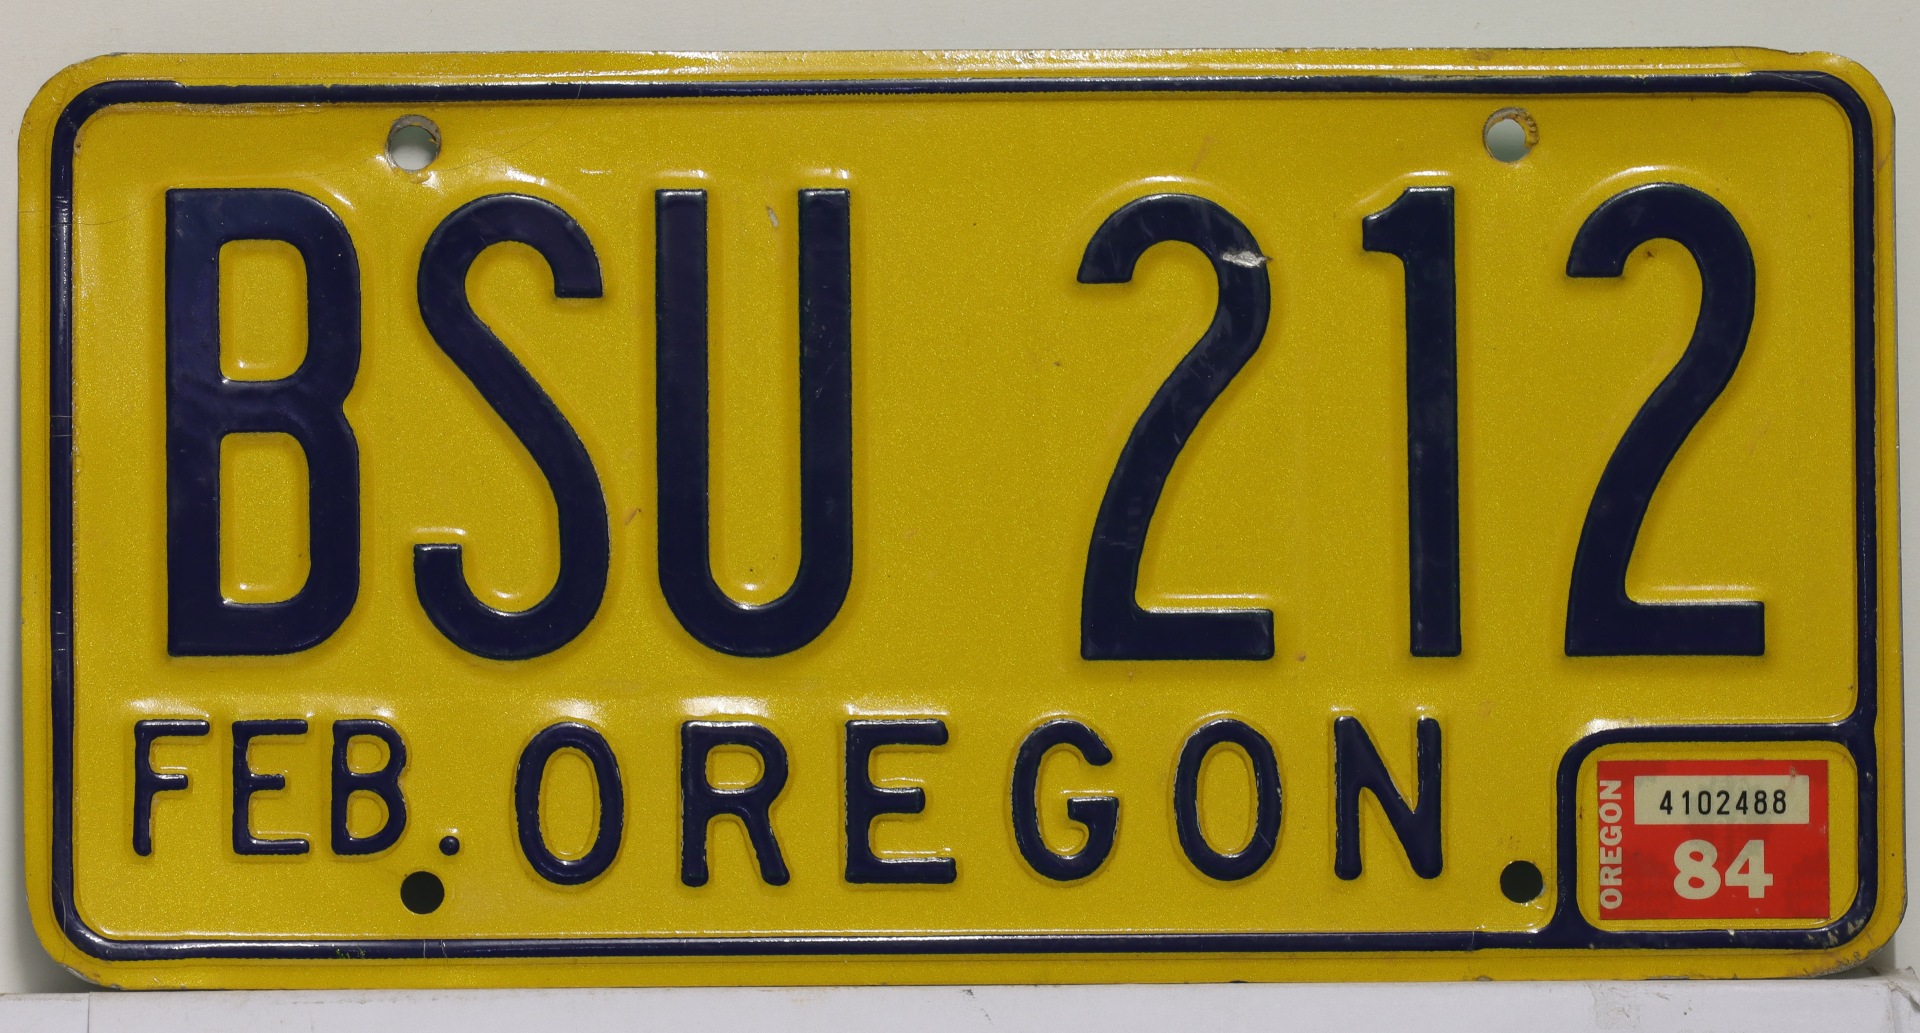 BSU 212
FEB. OREGON
OREGON
4102488
84